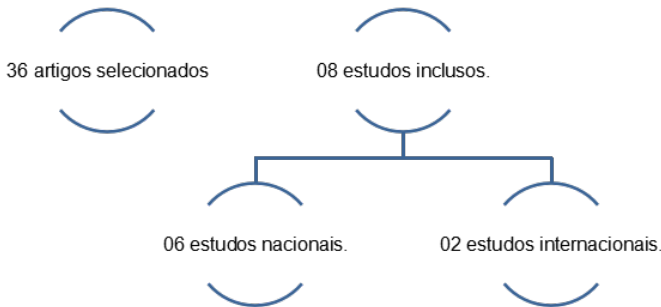 36 artigos selecionados
08 estudos inclusos.
06 estudos nacionais.
02 estudos internacionais.